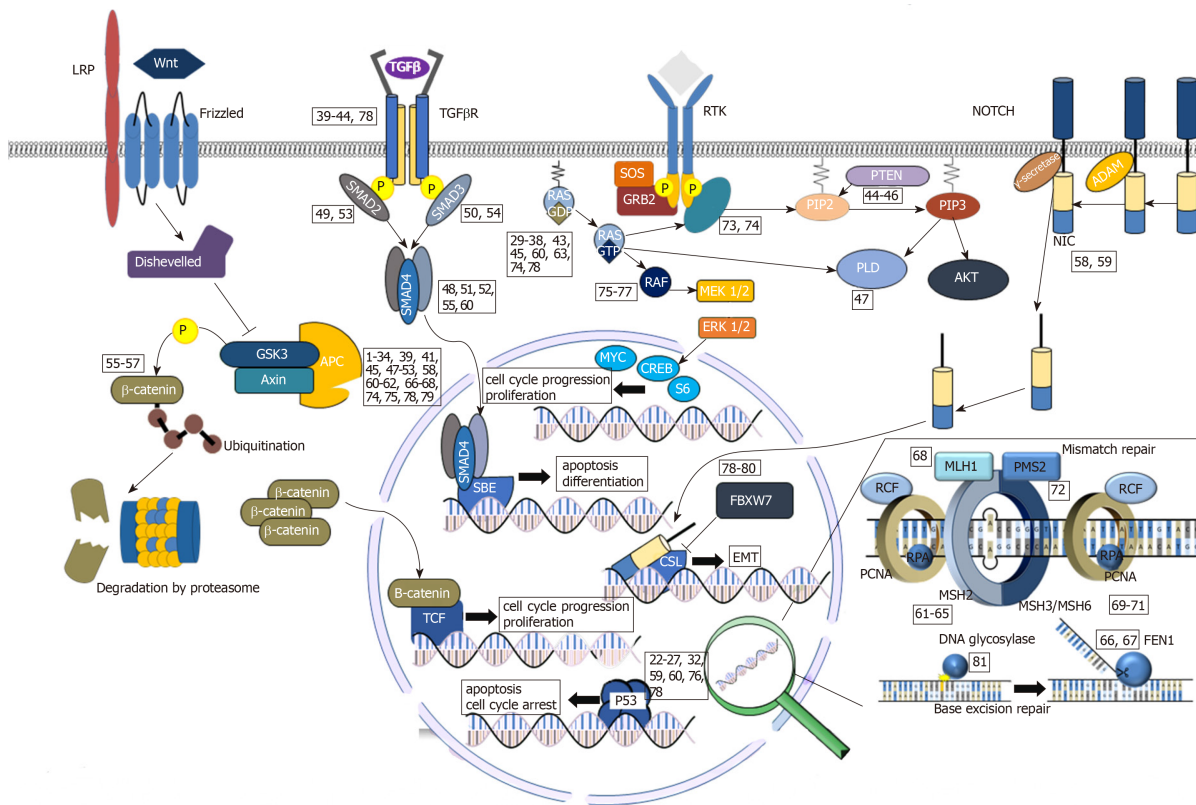 LRP
Wnt
Frizzled
TGFβ
39-44, 78
TGFβR
P
P
SMAD2
SMAD3
49, 53
50, 54
SMAD4
48, 51, 52,
55, 60
RTK
SOS
GRB2
P
P
RAS
GDP
RAS
GTP
29-38, 43,
45, 60, 63,
74, 78
73, 74
75-77
RAF
MEK 1/2
ERK 1/2
PIP2
PTEN
44-46
PIP3
PLD
47
AKT
NOTCH
γ-secretase
ADAM
NIC
58, 59
Dishevelled
P
GSK3
Axin
APC
1-34, 39, 41,
45, 47-53, 58,
60-62, 66-68,
74, 75, 78, 79
55-57
β-catenin
Ubiquitination
Degradation by proteasome
β-catenin
β-catenin
β-catenin
MYC
CREB
S6
cell cycle progression
proliferation
SMAD4
SBE
apoptosis
differentiation
78-80
FBXW7
CSL
EMT
B-catenin
TCF
cell cycle progression
proliferation
22-27, 32,
59, 60, 76,
78
apoptosis
cell cycle arrest
P53
Mismatch repair
68
MLH1
PMS2
72
RCF
RCF
RPA
RPA
PCNA
PCNA
MSH2
MSH3/MSH6
61-65
69-71
DNA glycosylase
81
66, 67
FEN1
Base excision repair